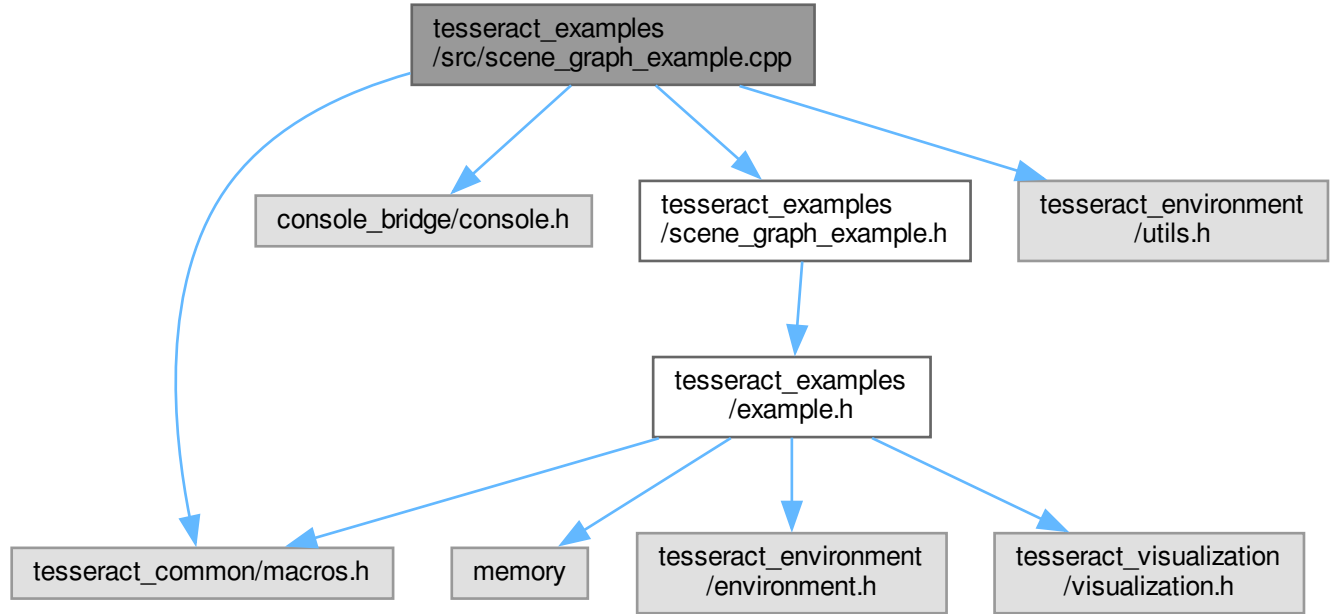 tesseract_examples
/src/scene_graph_example.cpp
console_bridge/console.h
tesseract_examples
/scene_graph_example.h
tesseract_environment
/utils.h
tesseract_examples
/example.h
tesseract_common/macros.h
memory
tesseract_environment
/environment.h
tesseract_visualization
/visualization.h